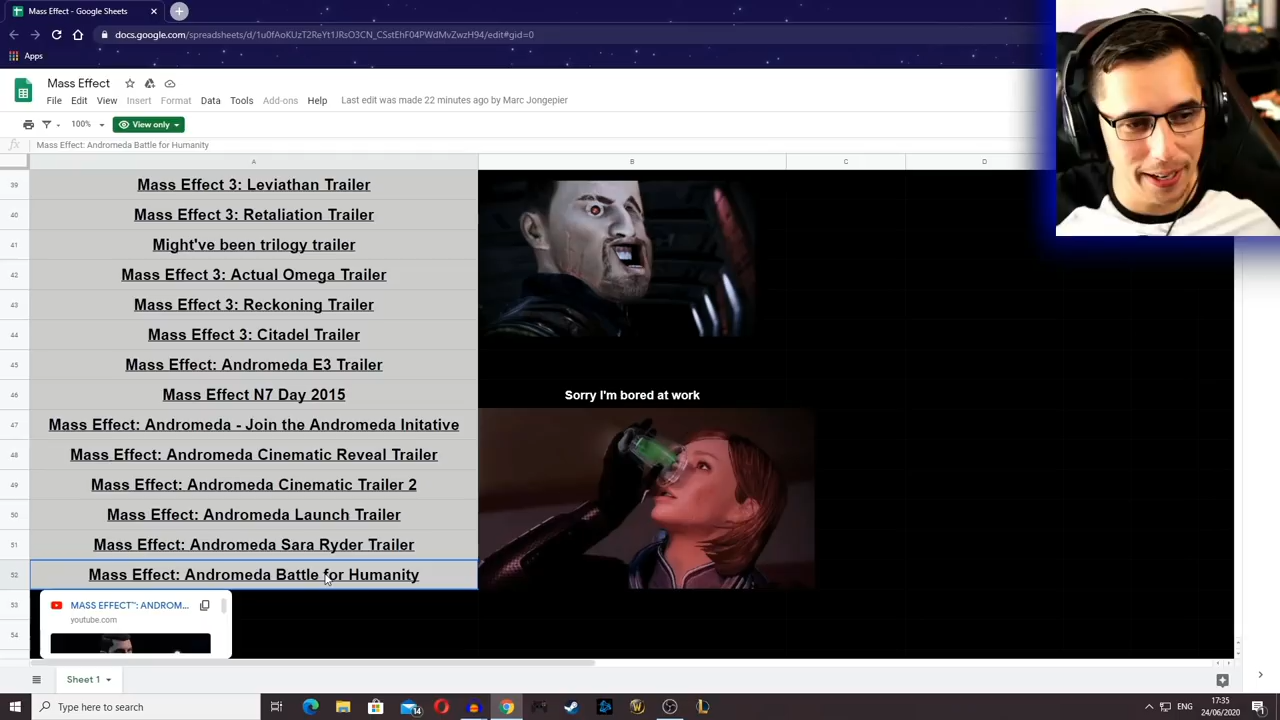 Mass Effect - Google Sheets
docs.google.com/spreadsheets/d/1u0fAoKUzT2ReYt1JRsO3CN_CSstEhF04PWdMvZwzH94/edit#gid=0
Apps
Mass Effect
File Edit View Insert Format Data Tools Add-ons Help Last edit was made 22 minutes ago by Marc Jongepier
100% View only
fx Mass Effect: Andromeda Battle for Humanity
A B C D
39 Mass Effect 3: Leviathan Trailer
40 Mass Effect 3: Retaliation Trailer
41 Might've been trilogy trailer
42 Mass Effect 3: Actual Omega Trailer
43 Mass Effect 3: Reckoning Trailer
44 Mass Effect 3: Citadel Trailer
45 Mass Effect: Andromeda E3 Trailer
46 Mass Effect N7 Day 2015 Sorry I'm bored at work
47 Mass Effect: Andromeda - Join the Andromeda Initative
48 Mass Effect: Andromeda Cinematic Reveal Trailer
49 Mass Effect: Andromeda Cinematic Trailer 2
50 Mass Effect: Andromeda Launch Trailer
51 Mass Effect: Andromeda Sara Ryder Trailer
52 Mass Effect: Andromeda Battle for Humanity
53 MASS EFFECT™: ANDROM...
youtube.com
54
Sheet 1
Type here to search
14
ENG
17:35
24/06/2020
1